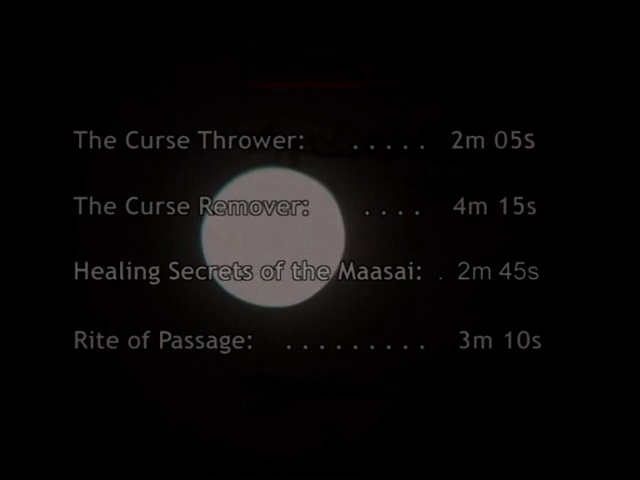 The Curse Thrower: ..... 2m 05s
The Curse Remover: .... 4m 15s
Healing Secrets of the Maasai: . 2m 45s
Rite of Passage: ......... 3m 10s